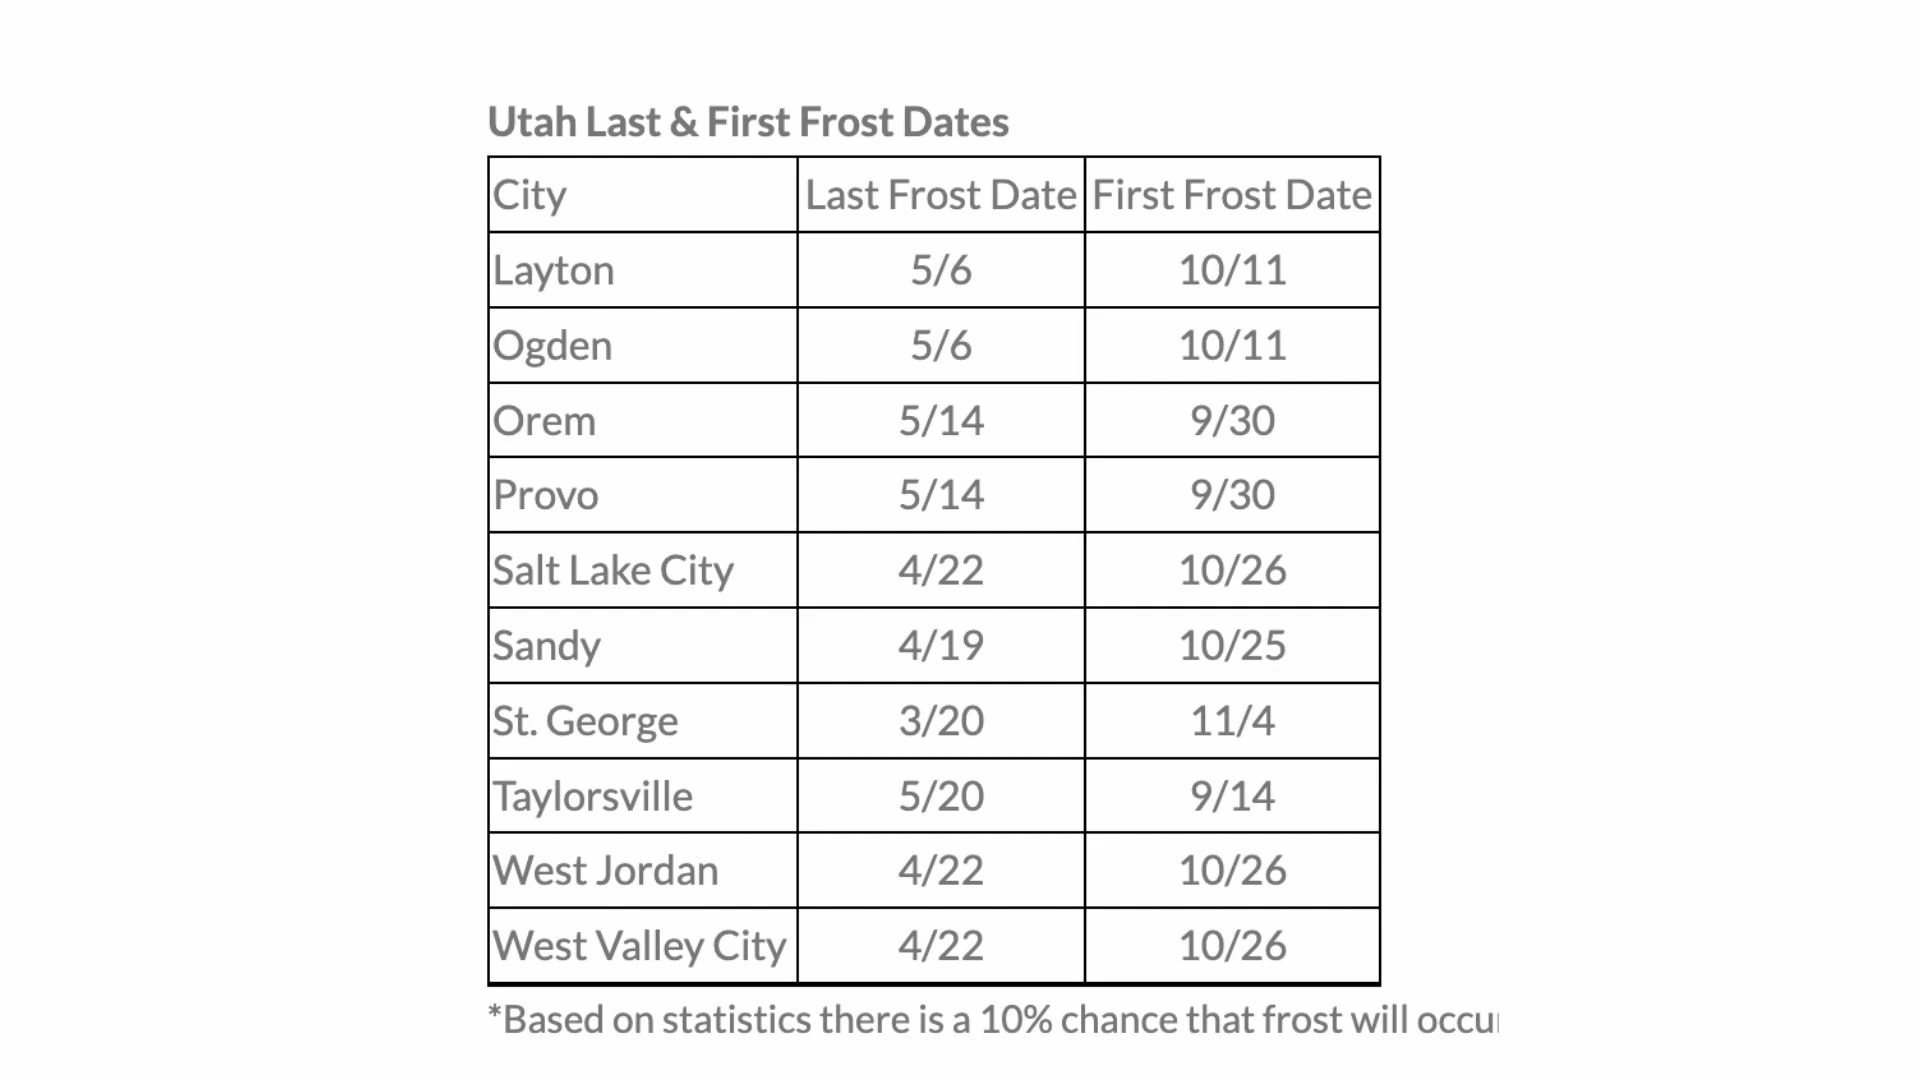 Utah Last & First Frost Dates
City Last Frost Date First Frost Date
Layton 5/6 10/11
Ogden 5/6 10/11
Orem 5/14 9/30
Provo 5/14 9/30
Salt Lake City 4/22 10/26
Sandy 4/19 10/25
St. George 3/20 11/4
Taylorsville 5/20 9/14
West Jordan 4/22 10/26
West Valley City 4/22 10/26
*Based on statistics there is a 10% chance that frost will